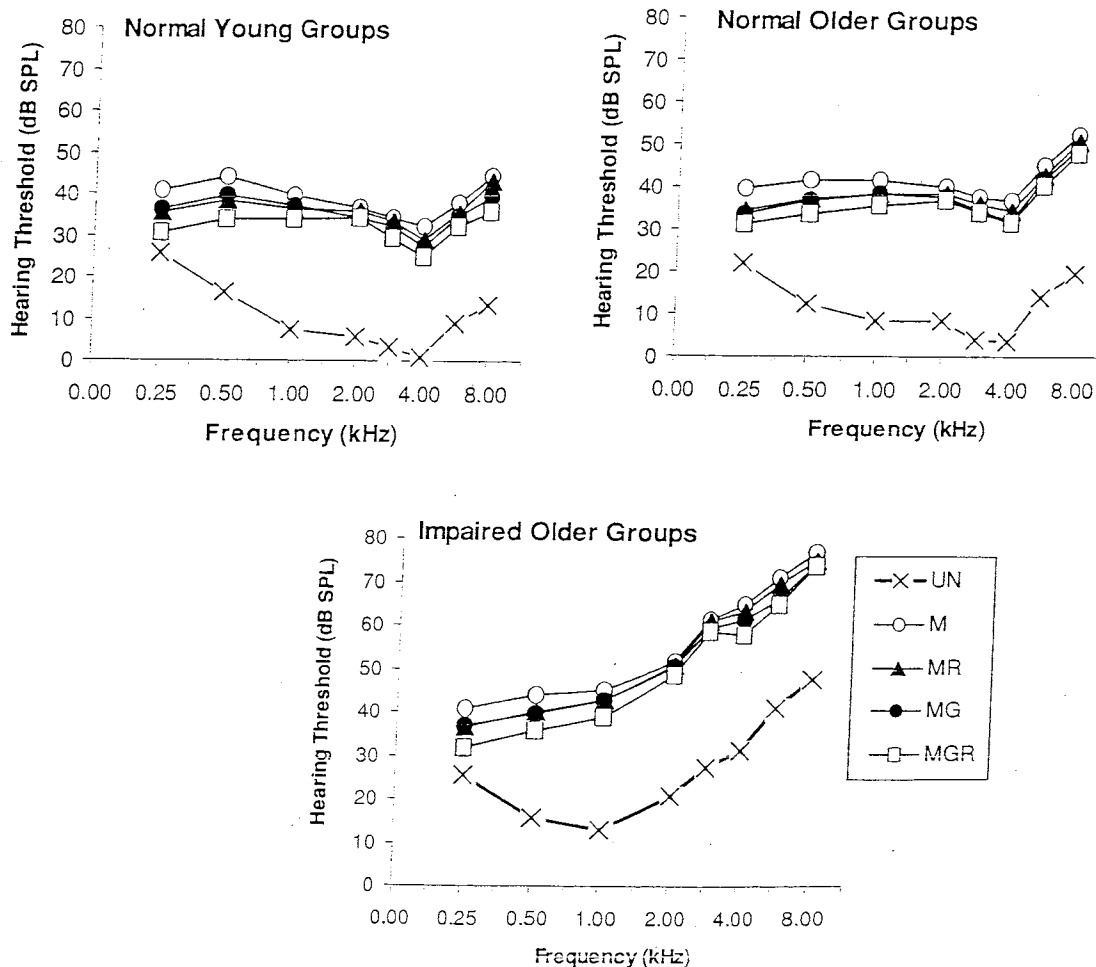 Normal Young Groups
Hearing Threshold (dB SPL)
80
70
60
50
40
30
20
10
0
0.00 0.25 0.50 1.00 2.00 4.00 8.00
Frequency (kHz)
Normal Older Groups
Hearing Threshold (dB SPL)
80
70
60
50
40
30
20
10
0
0.00 0.25 0.50 1.00 2.00 4.00 8.00
Frequency (kHz)
Impaired Older Groups
Hearing Threshold (dB SPL)
80
70
60
50
40
30
20
10
0
0.00 0.25 0.50 1.00 2.00 4.00 8.00
Frequency (kHz)
UN
M
MR
MG
MGR